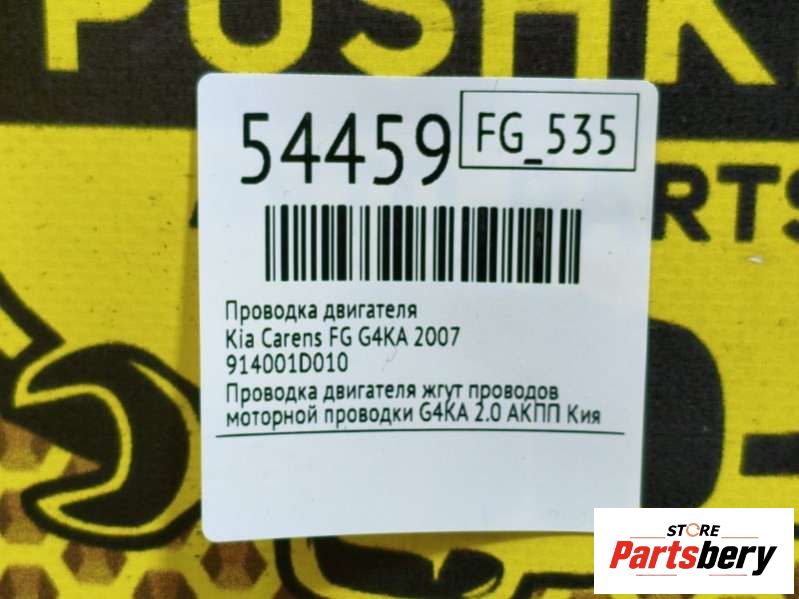 PUSHK
54459
FG_535
RTS
Проводка двигателя
Kia Carens FG G4KA 2007
914001D010
Проводка двигателя жгут проводов
моторной проводки G4KA 2.0 АКПП Кия
STORE
Partsbery